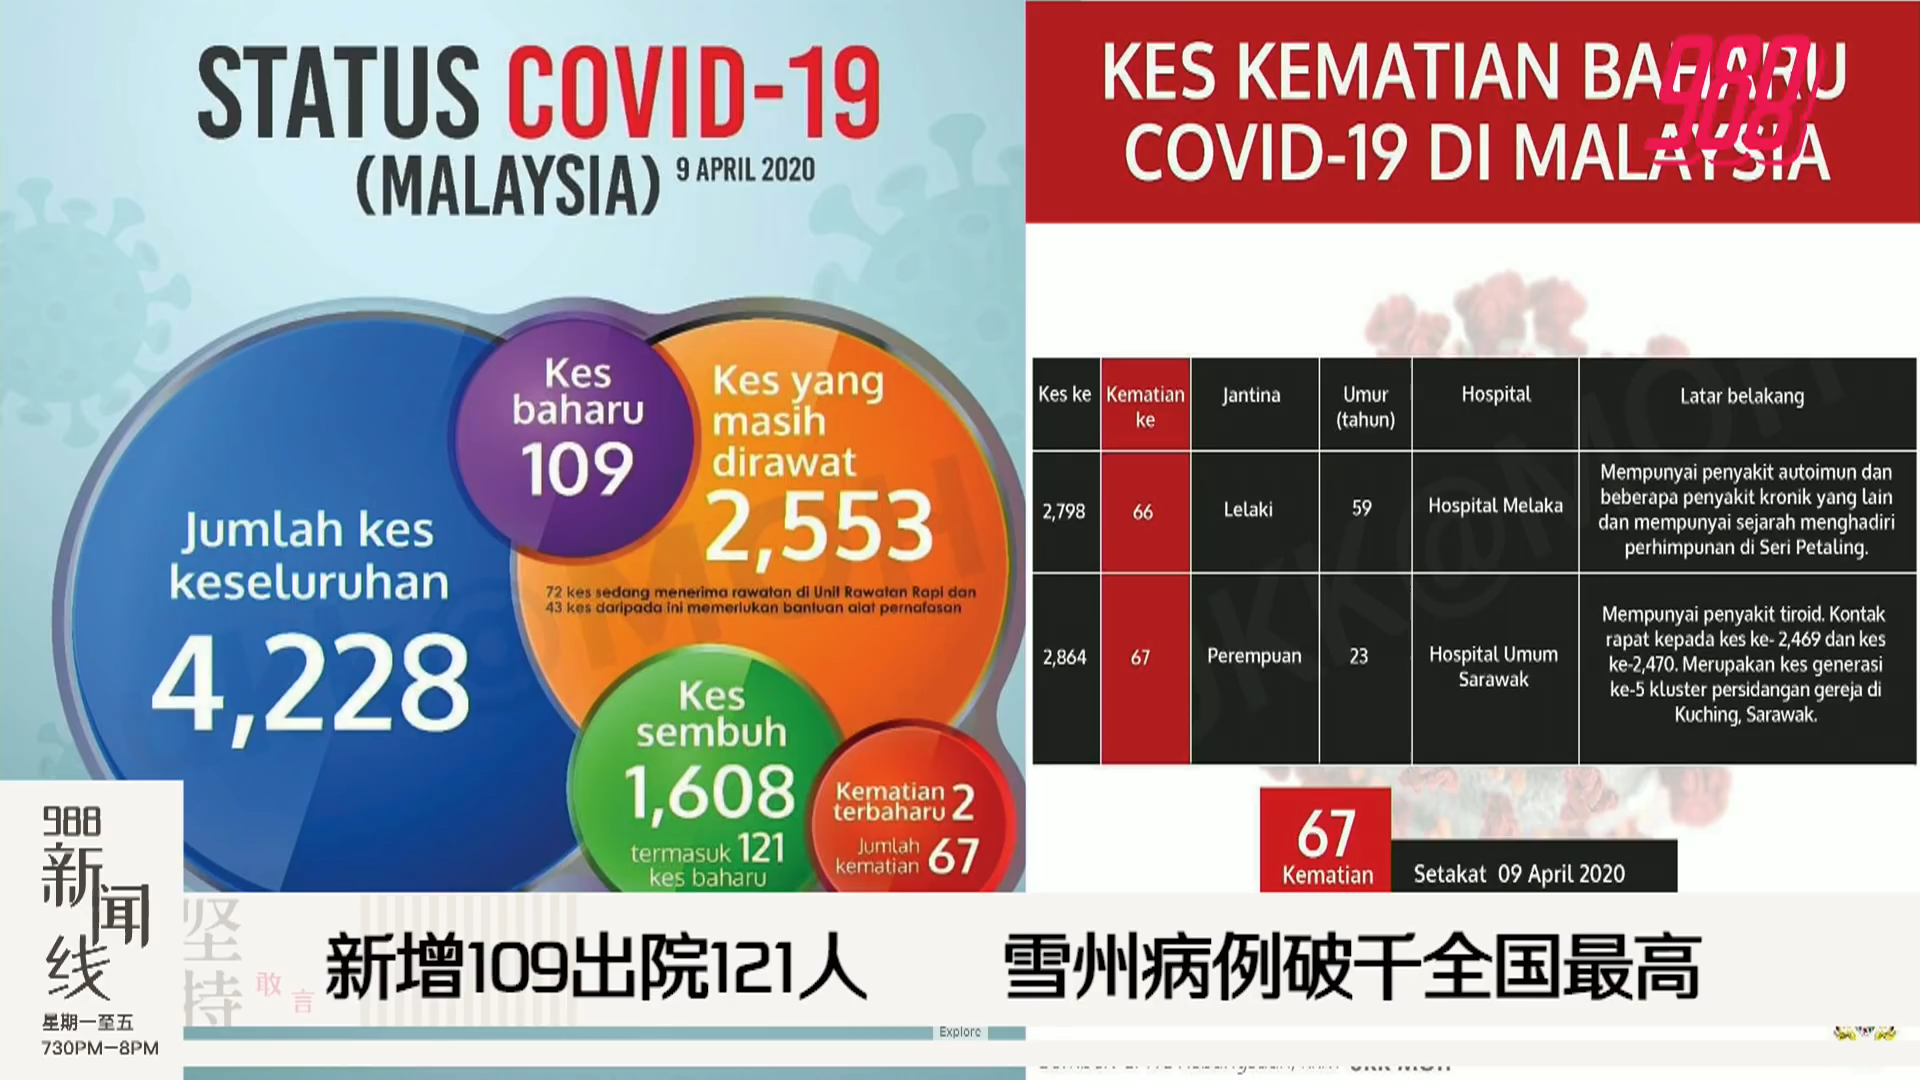 STATUS COVID-19
(MALAYSIA) 9 APRIL 2020
Kes
baharu
109
Kes yang
masih
dirawat
2,553
72 kes sedang menerima rawatan di Unit Rawatan Rapi dan
43 kes daripada ini memerlukan bantuan alat pernafasan
Jumlah kes
keseluruhan
4,228
Kes
sembuh
1,608
termasuk 121
kes baharu
Kematian
terbaharu 2
Jumlah
kematian 67
KES KEMATIAN BAHARU
COVID-19 DI MALAYSIA
988
Kes ke
Kematian
ke
Jantina
Umur
(tahun)
Hospital
Latar belakang
2,798
66
Lelaki
59
Hospital Melaka
Mempunyai penyakit autoimun dan
beberapa penyakit kronik yang lain
dan mempunyai sejarah menghadiri
perhimpunan di Seri Petaling.
2,864
67
Perempuan
23
Hospital Umum
Sarawak
Mempunyai penyakit tiroid. Kontak
rapat kepada kes ke- 2,469 dan kes
ke-2,470. Merupakan kes generasi
ke-5 kluster persidangan gereja di
Kuching, Sarawak.
67
Kematian
Setakat 09 April 2020
988
新闻线
星期一至五
730PM-8PM
坚持
敢言
新增109出院121人 雪州病例破千全国最高
Explore